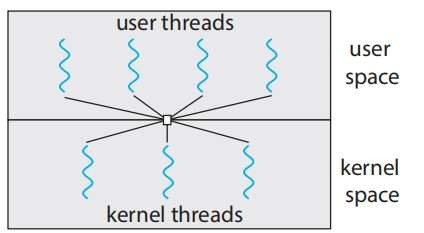 user threads
user
space
kernel
space
kernel threads